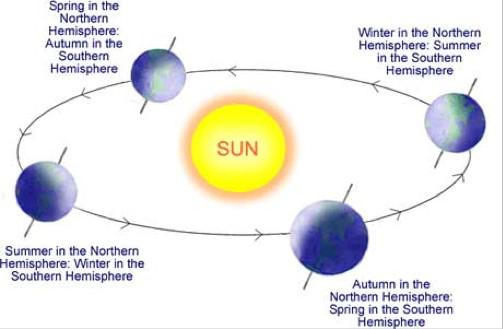 Spring in the
Northern
Hemisphere:
Autumn in the
Southern
Hemisphere
Winter in the Northern
Hemisphere: Summer
in the Southern
Hemisphere
SUN
Summer in the Northern
Hemisphere: Winter in the
Southern Hemisphere
Autumn in the
Northern Hemisphere:
Spring in the Southern
Hemisphere